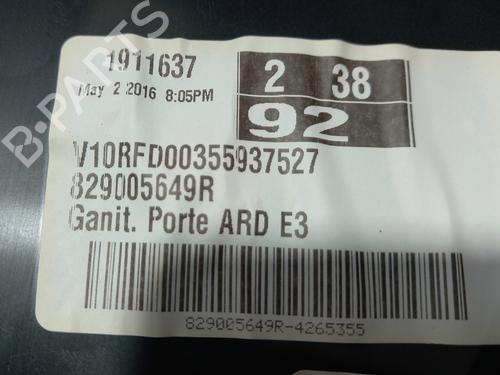 1911637
May 2 2016 8:05PM
2 38
92
V10RFD00355937527
829005649R
Ganit. Porte ARD E3
829005649R-4265355
B-PARTS